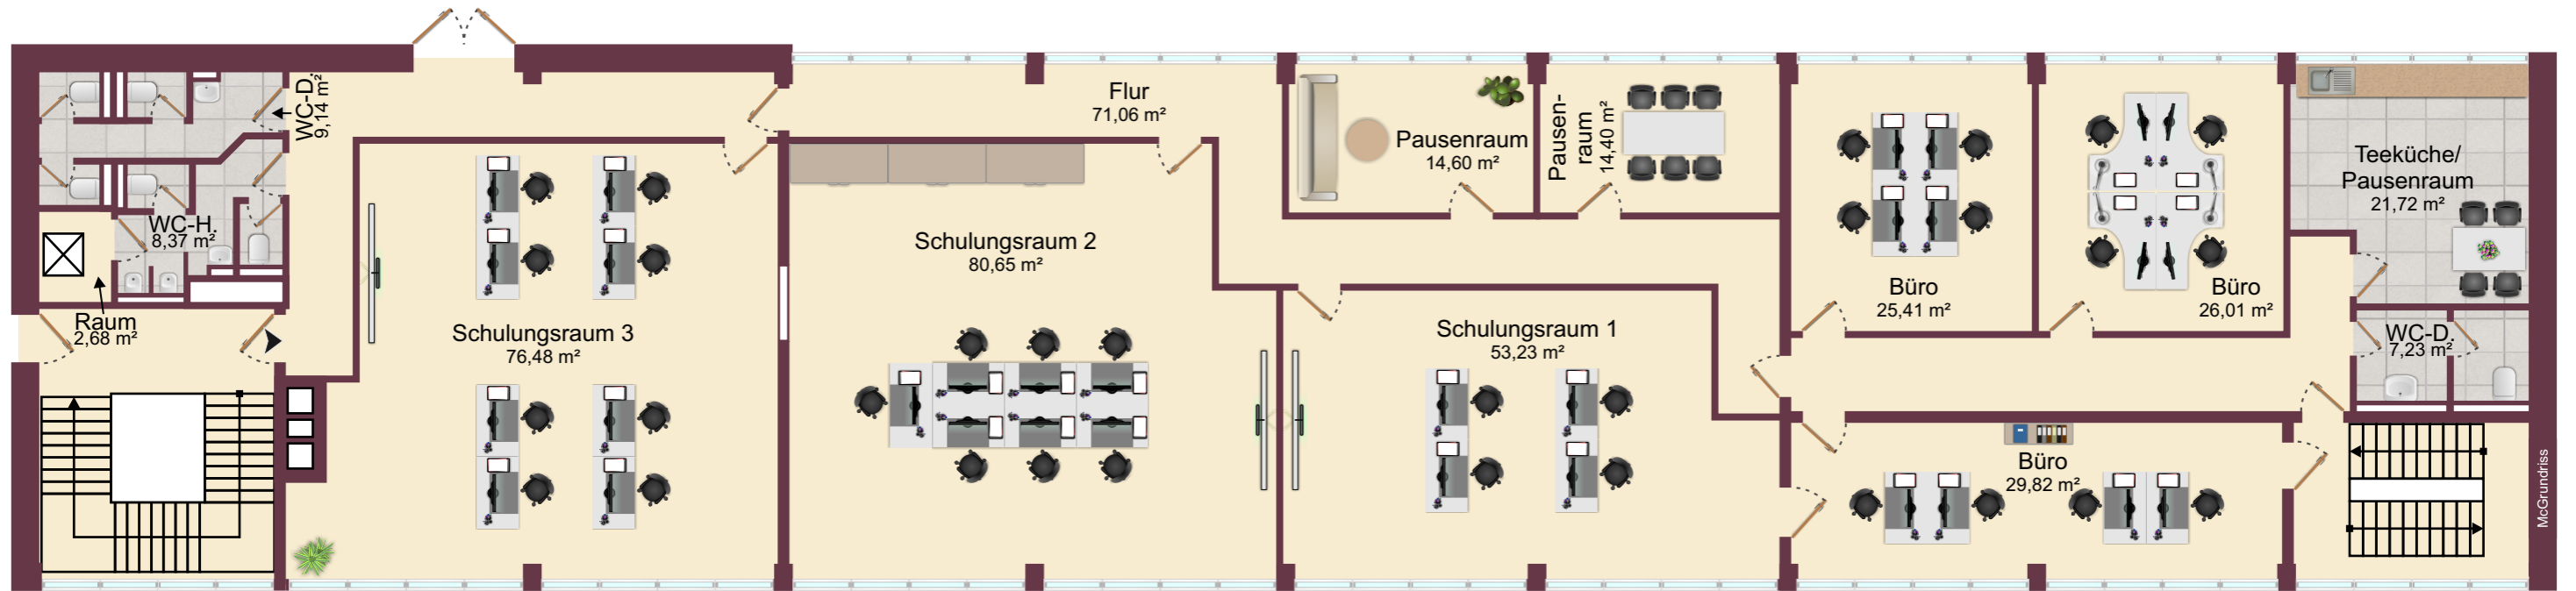 WC-D.
9,14 m²
WC-H.
8,37 m²
Raum
2,68 m²
Schulungsraum 3
76,48 m²
Flur
71,06 m²
Schulungsraum 2
80,65 m²
Pausenraum
14,60 m²
Pausen-
raum
14,40 m²
Schulungsraum 1
53,23 m²
Büro
25,41 m²
Büro
26,01 m²
Teeküche/
Pausenraum
21,72 m²
WC-D.
7,23 m²
Büro
29,82 m²
McGrundriss